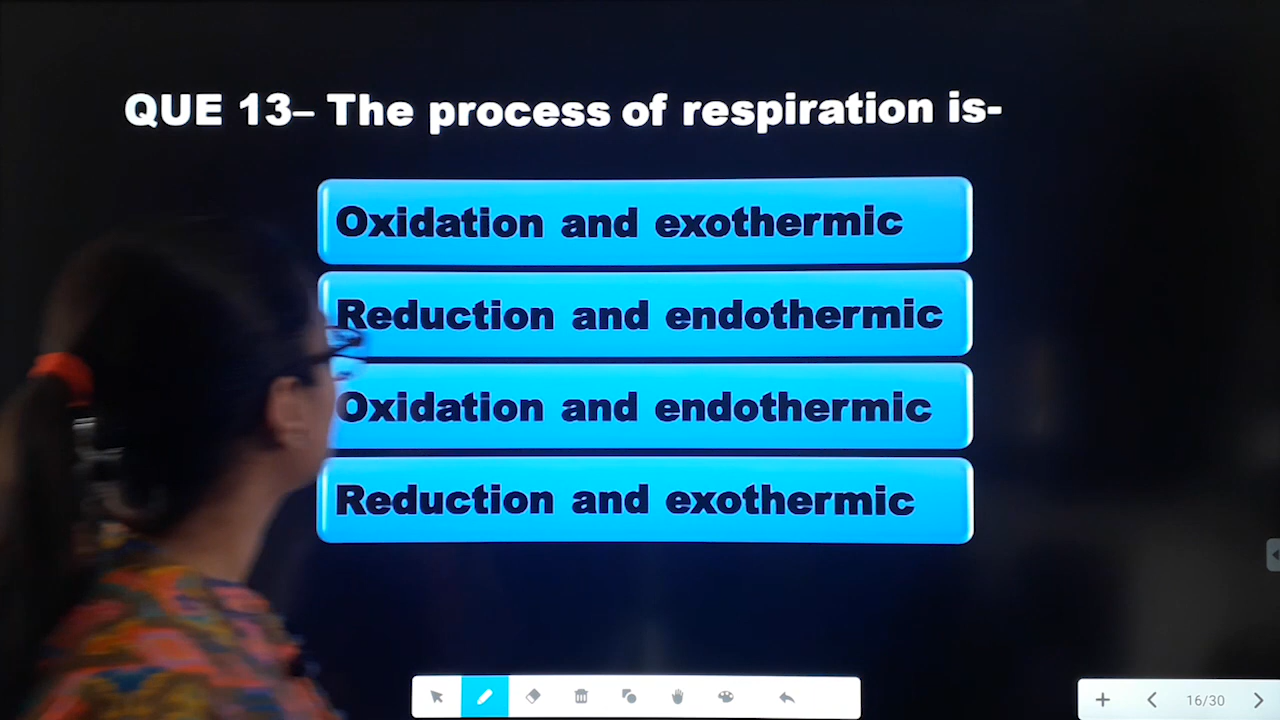 QUE 13– The process of respiration is-
Oxidation and exothermic
Reduction and endothermic
Oxidation and endothermic
Reduction and exothermic
16/30